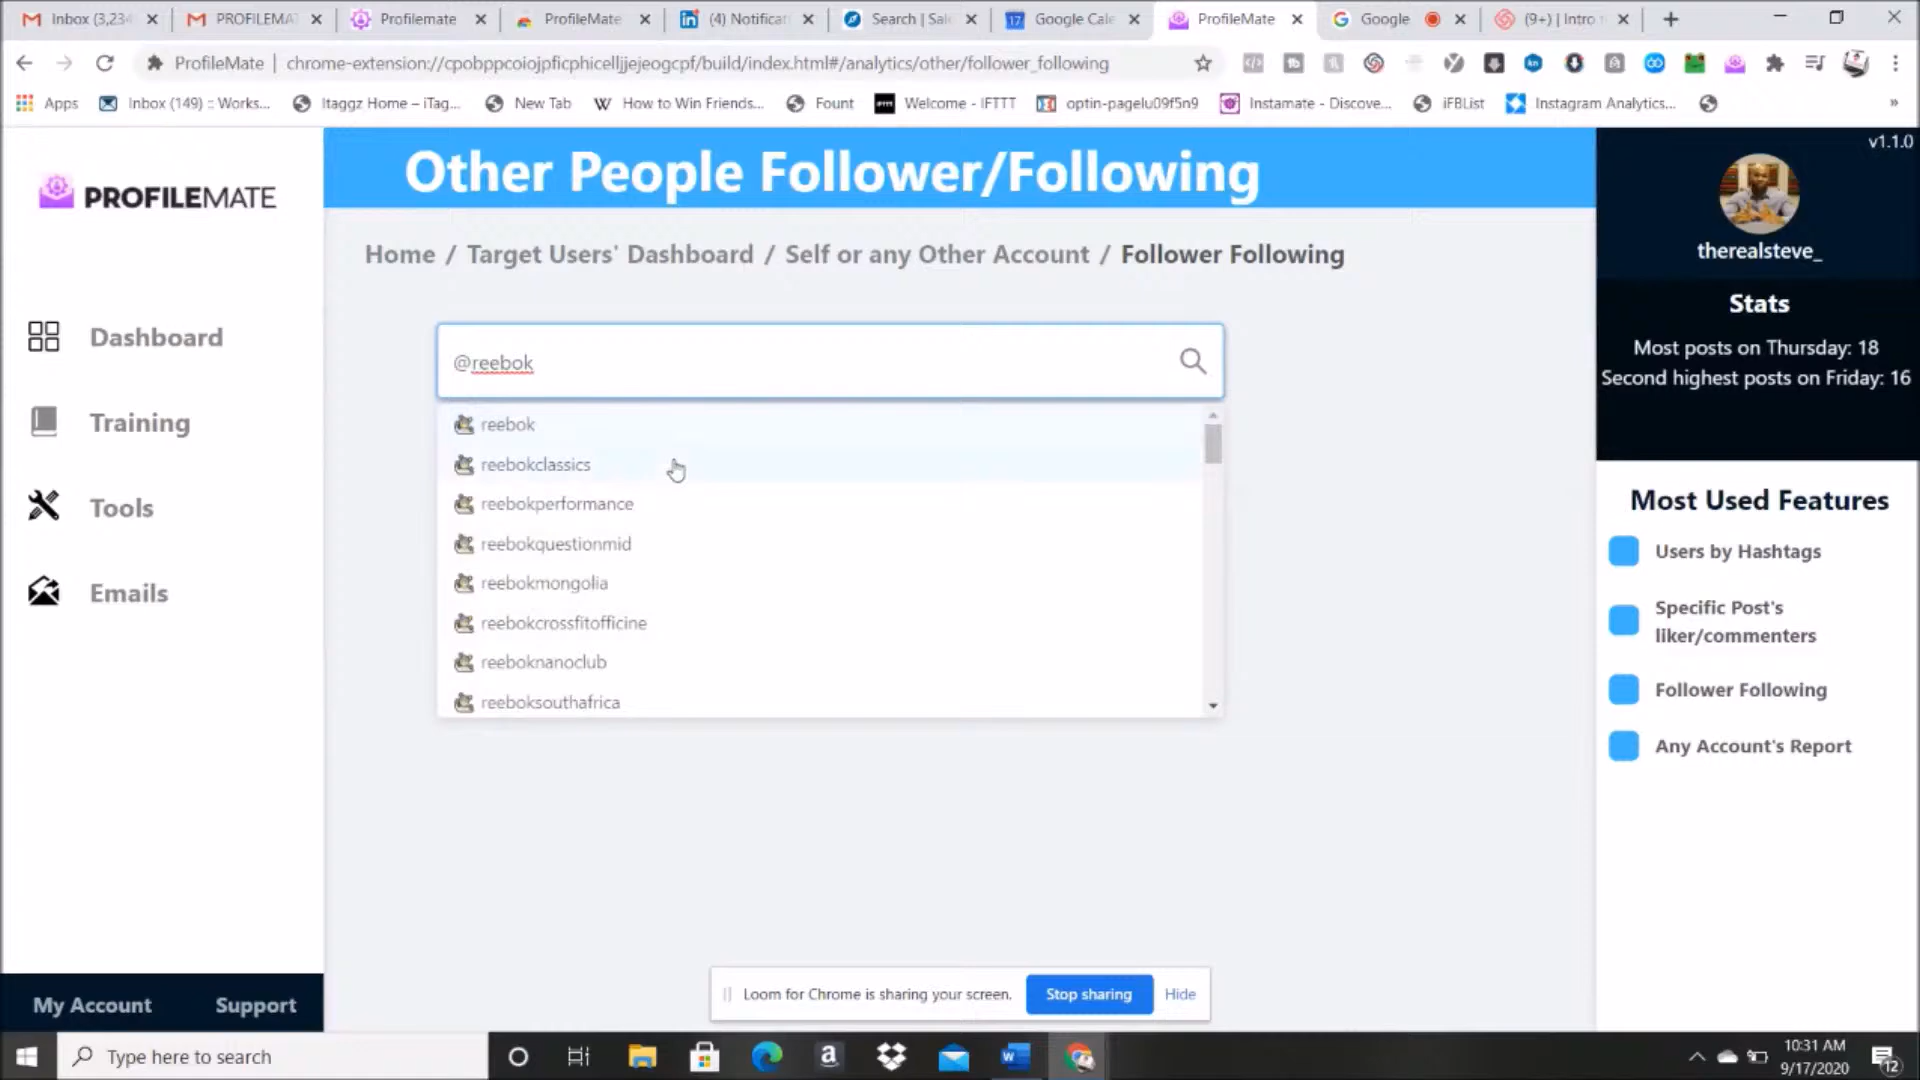 Inbox (3,234
PROFILEMA
Profilemate
ProfileMate
(4) Notificat
Search | Sale
17 Google Cale
ProfileMate
Google
(9+) | Intro t
ProfileMate | chrome-extension://cpobppcoiojpficphicelljjejeogcpf/build/index.html#/analytics/other/follower_following
Apps
Inbox (149) :: Works...
Itaggz Home – iTag...
New Tab
How to Win Friends...
Fount
Welcome - IFTTT
optin-pagelu09f5n9
Instamate - Discove...
iFBList
Instagram Analytics...
»
PROFILEMATE
Other People Follower/Following
v1.1.0
therealsteve_
Home / Target Users' Dashboard / Self or any Other Account / Follower Following
Stats
Most posts on Thursday: 18
Second highest posts on Friday: 16
Dashboard
Training
Tools
Emails
@reebok
reebok
reebokclassics
reebokperformance
reebokquestionmid
reebokmongolia
reebokcrossfitofficine
reeboknanoclub
reeboksouthafrica
Most Used Features
Users by Hashtags
Specific Post's
liker/commenters
Follower Following
Any Account's Report
My Account
Support
Loom for Chrome is sharing your screen.
Stop sharing
Hide
Type here to search
10:31 AM
9/17/2020
12